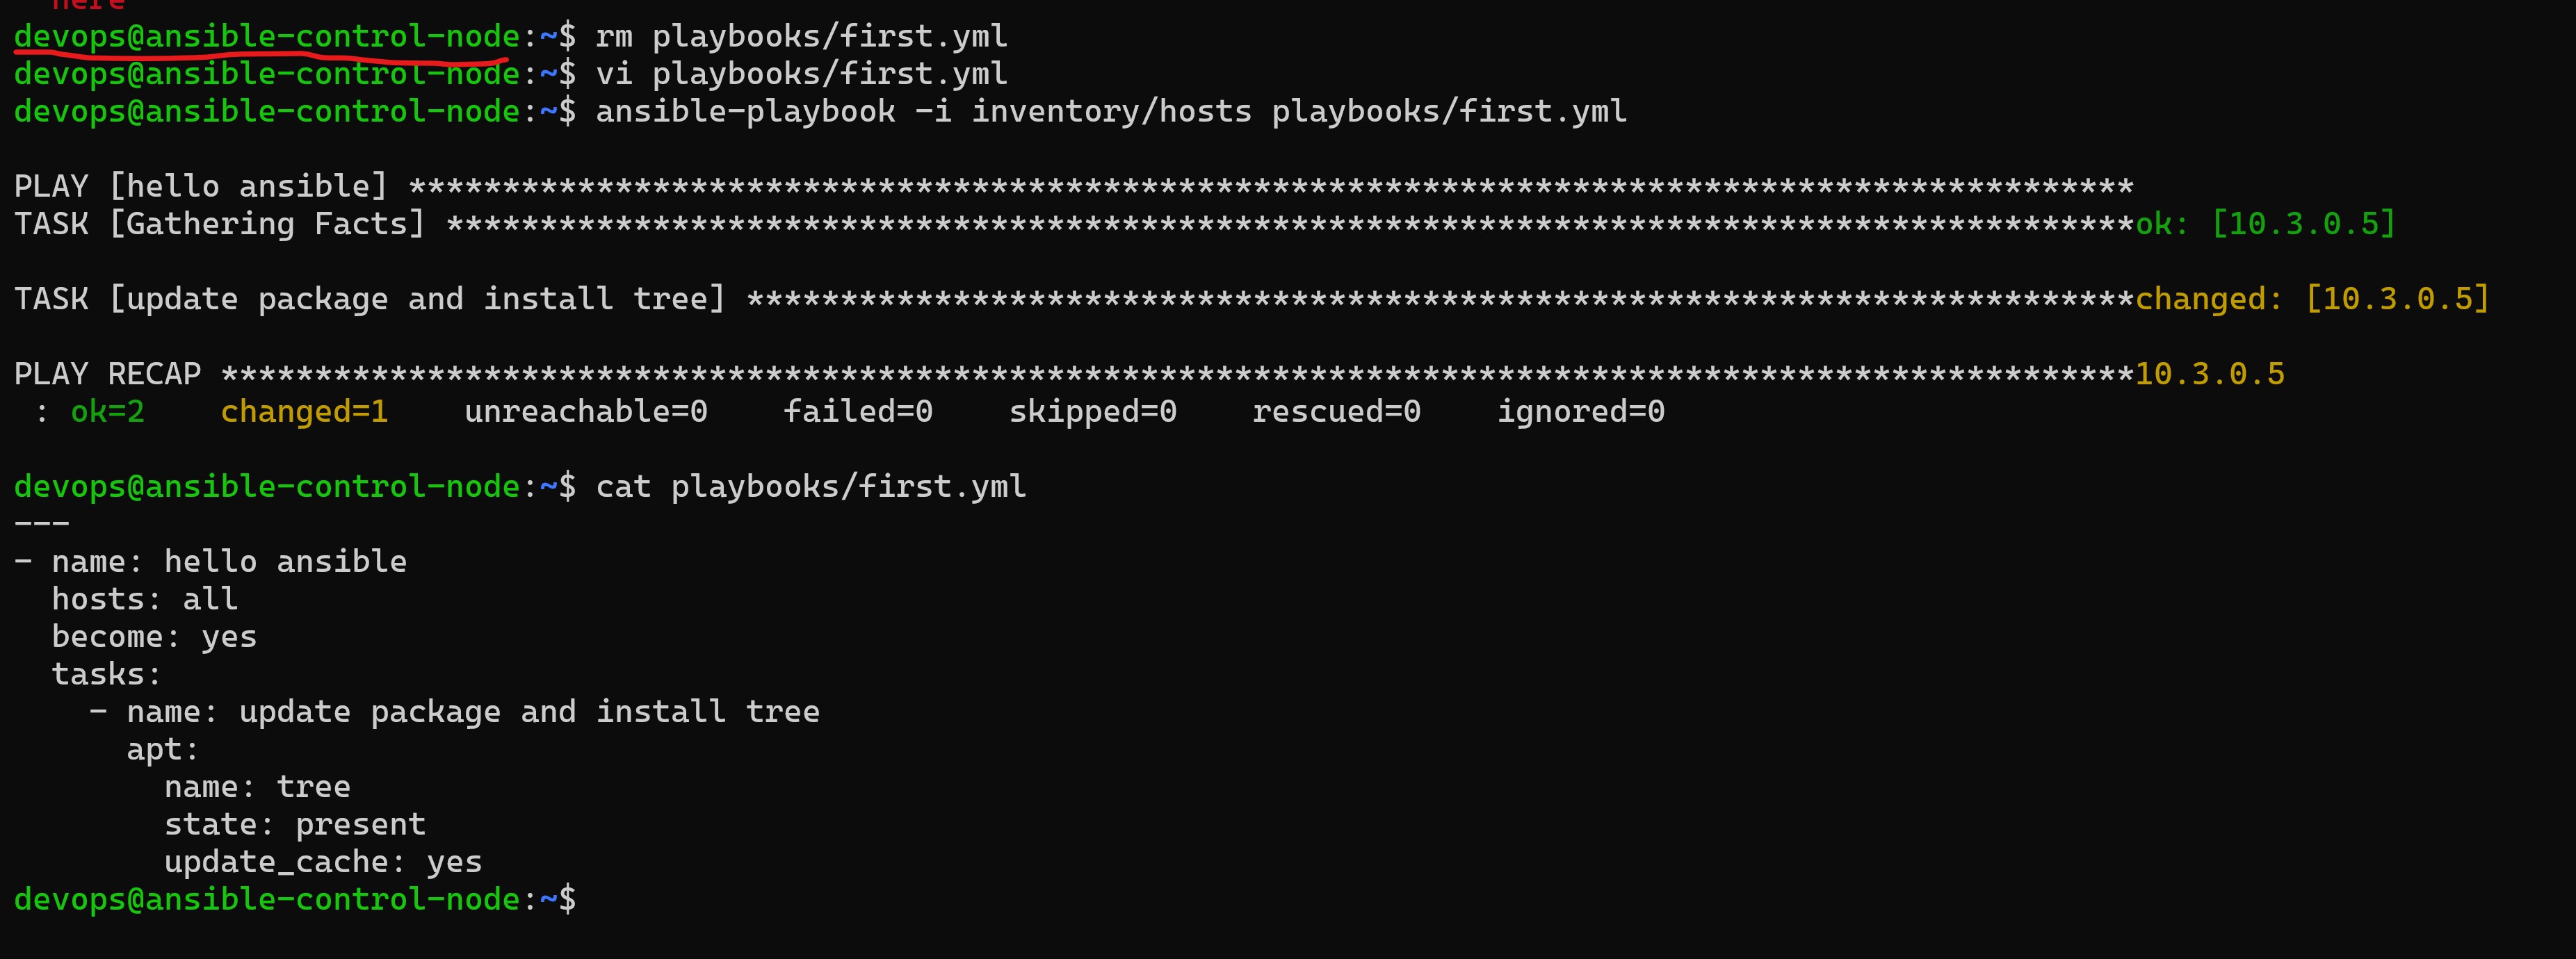 here
devops@ansible-control-node:~$ rm playbooks/first.yml
devops@ansible-control-node:~$ vi playbooks/first.yml
devops@ansible-control-node:~$ ansible-playbook -i inventory/hosts playbooks/first.yml
PLAY [hello ansible] ********************************************************************************************
TASK [Gathering Facts] ******************************************************************************************ok: [10.3.0.5]
TASK [update package and install tree] **************************************************************************changed: [10.3.0.5]
PLAY RECAP ******************************************************************************************************10.3.0.5
 : ok=2    changed=1    unreachable=0    failed=0    skipped=0    rescued=0    ignored=0
devops@ansible-control-node:~$ cat playbooks/first.yml
---
- name: hello ansible
  hosts: all
  become: yes
  tasks:
    - name: update package and install tree
      apt:
        name: tree
        state: present
        update_cache: yes
devops@ansible-control-node:~$